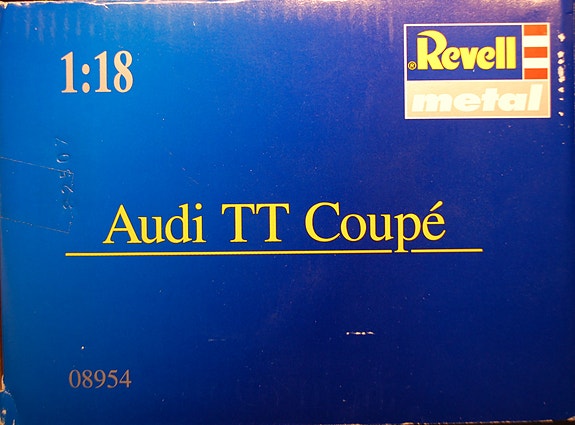 1:18
®Revell
metal
Audi TT Coupé
08954